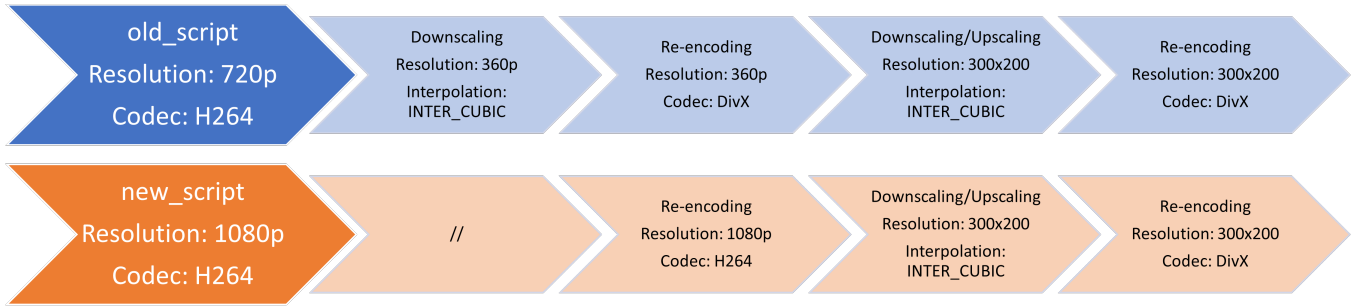 old_script
Resolution: 720p
Codec: H264
Downscaling
Resolution: 360p
Interpolation:
INTER_CUBIC
Re-encoding
Resolution: 360p
Codec: DivX
Downscaling/Upscaling
Resolution: 300x200
Interpolation:
INTER_CUBIC
Re-encoding
Resolution: 300x200
Codec: DivX
new_script
Resolution: 1080p
Codec: H264
//
Re-encoding
Resolution: 1080p
Codec: H264
Downscaling/Upscaling
Resolution: 300x200
Interpolation:
INTER_CUBIC
Re-encoding
Resolution: 300x200
Codec: DivX